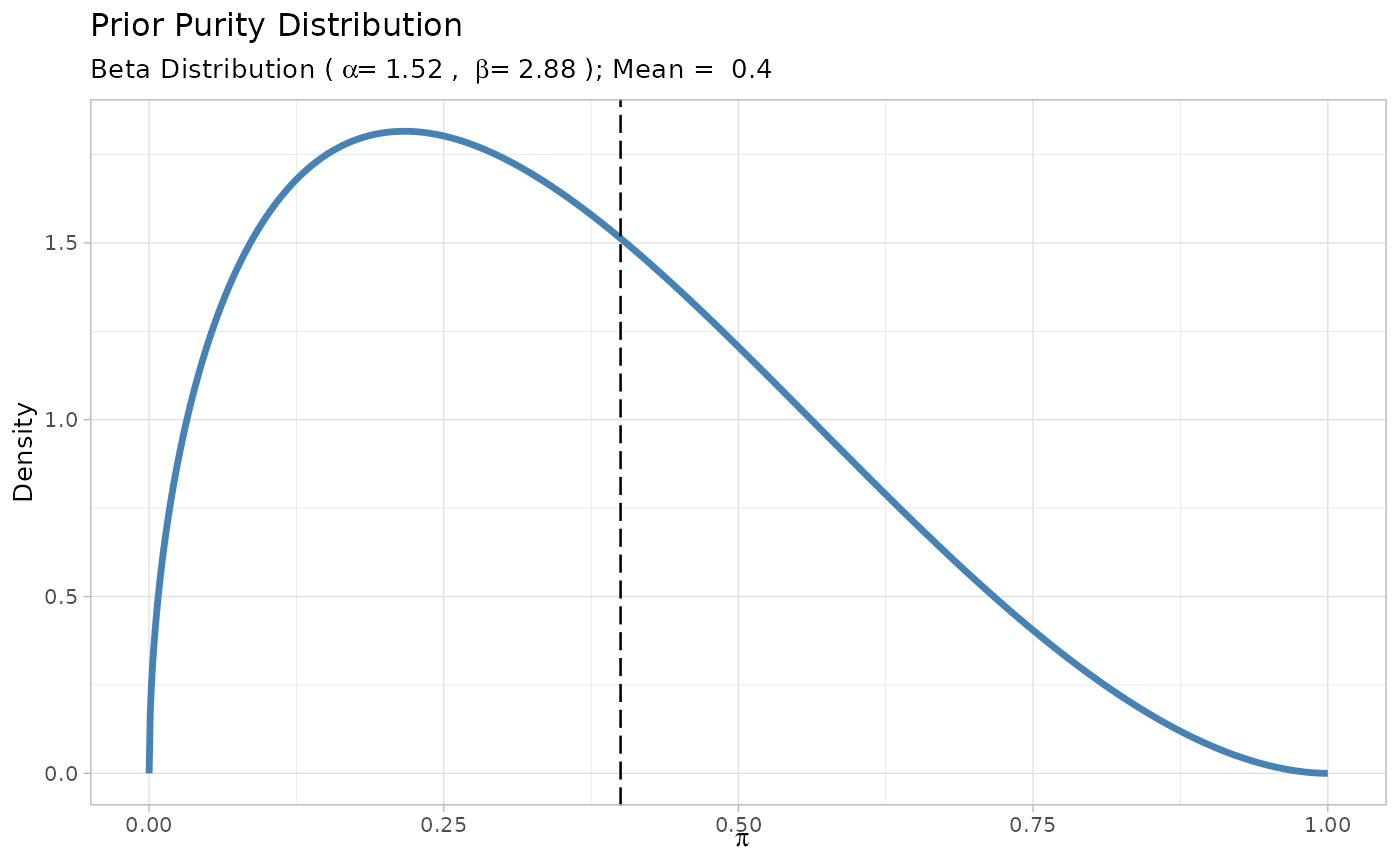 Prior Purity Distribution
Beta Distribution ( α= 1.52 , β= 2.88 ); Mean = 0.4
Density
1.5
1.0
0.5
0.0
0.00 0.25 0.50 0.75 1.00
π